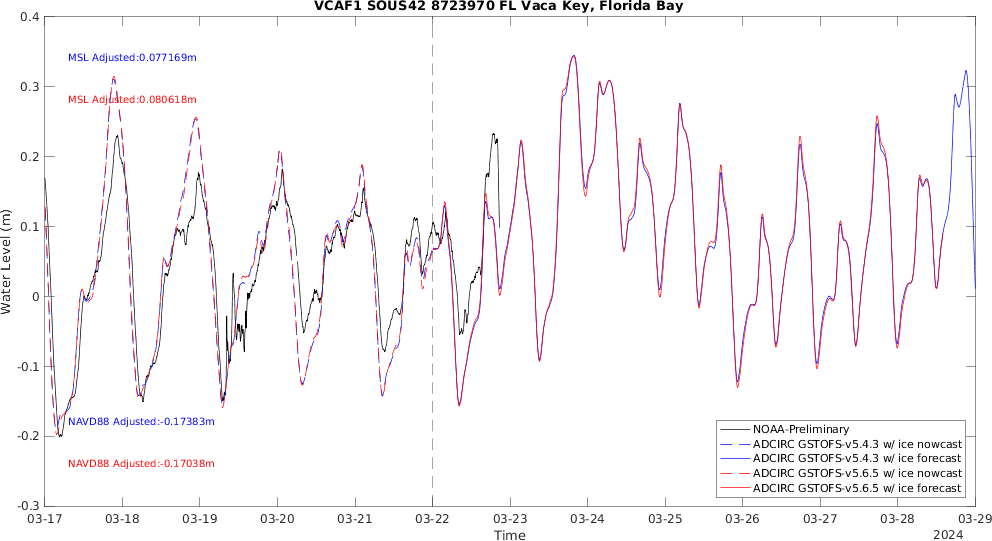 VCAF1 SOUS42 8723970 FL Vaca Key, Florida Bay
0.4
0.3
0.2
0.1
0
-0.1
-0.2
-0.3
Water Level (m)
MSL Adjusted:0.077169m
MSL Adjusted:0.080618m
NAVD88 Adjusted:-0.17383m
NAVD88 Adjusted:-0.17038m
NOAA-Preliminary
ADCIRC GSTOFS-v5.4.3 w/ ice nowcast
ADCIRC GSTOFS-v5.4.3 w/ ice forecast
ADCIRC GSTOFS-v5.6.5 w/ ice nowcast
ADCIRC GSTOFS-v5.6.5 w/ ice forecast
03-17 03-18 03-19 03-20 03-21 03-22 03-23 03-24 03-25 03-26 03-27 03-28 03-29
Time
2024